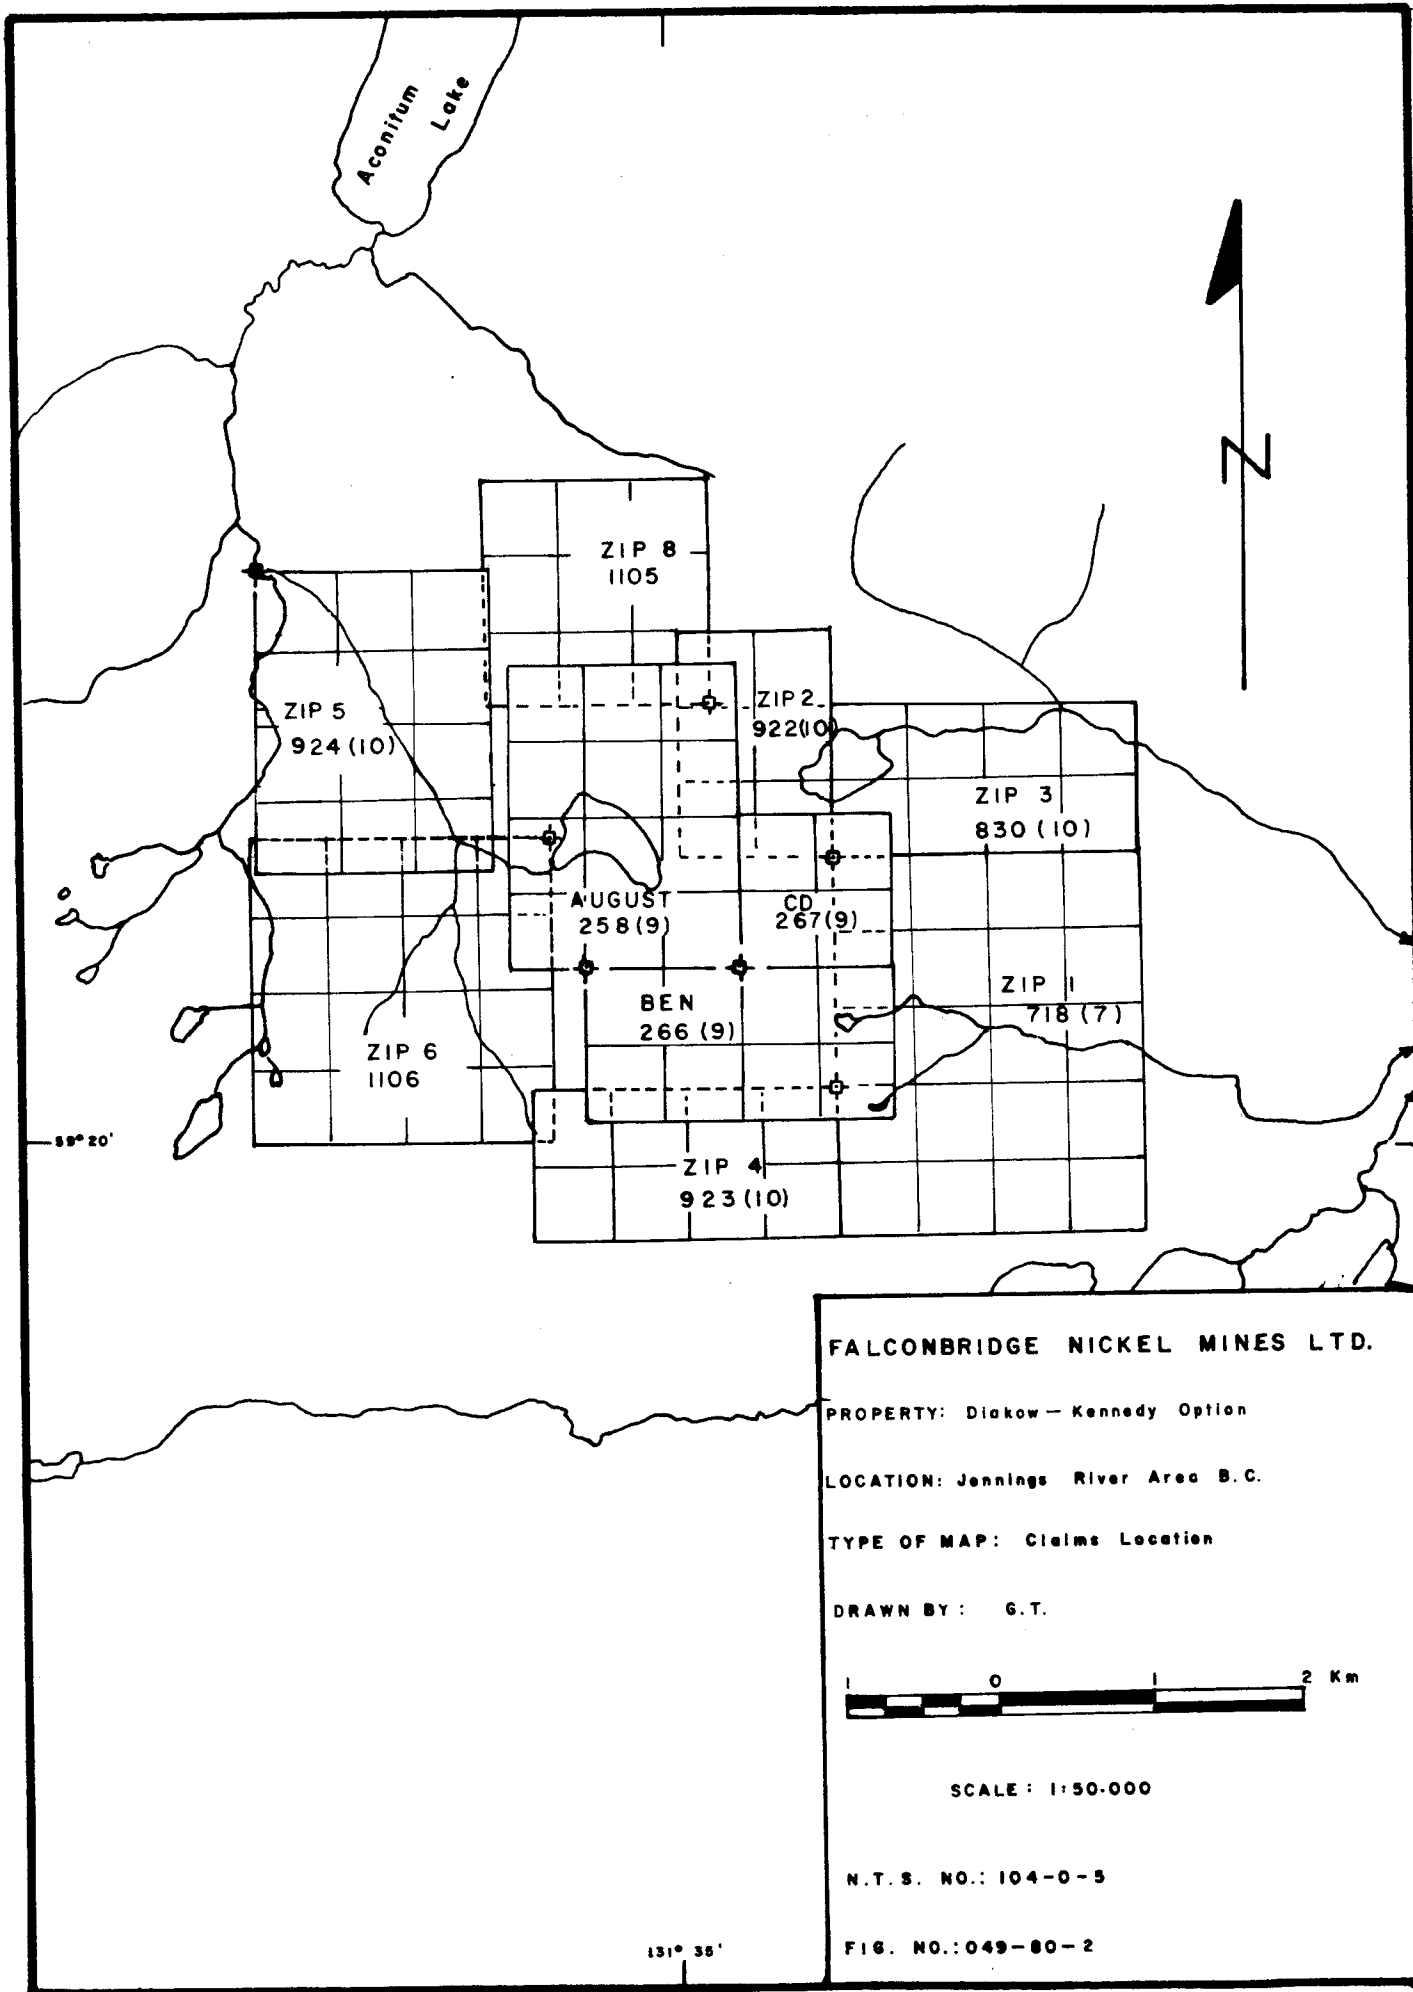 Aconitum
Lake
N
ZIP 8
1105
ZIP 5
924 (10)
ZIP 2
922(10)
ZIP 3
830 (10)
AUGUST
258(9)
CD
267(9)
BEN
266 (9)
ZIP 1
718 (7)
ZIP 6
1106
59° 20'
ZIP 4
923 (10)
FALCONBRIDGE NICKEL MINES LTD.
PROPERTY: Diakow — Kennedy Option
LOCATION: Jennings River Area B.C.
TYPE OF MAP: Claims Location
DRAWN BY: G.T.
1 0 1 2 Km
SCALE: 1:50.000
N.T.S. NO.: 104-0-5
131° 35'
FIG. NO.: 049-80-2